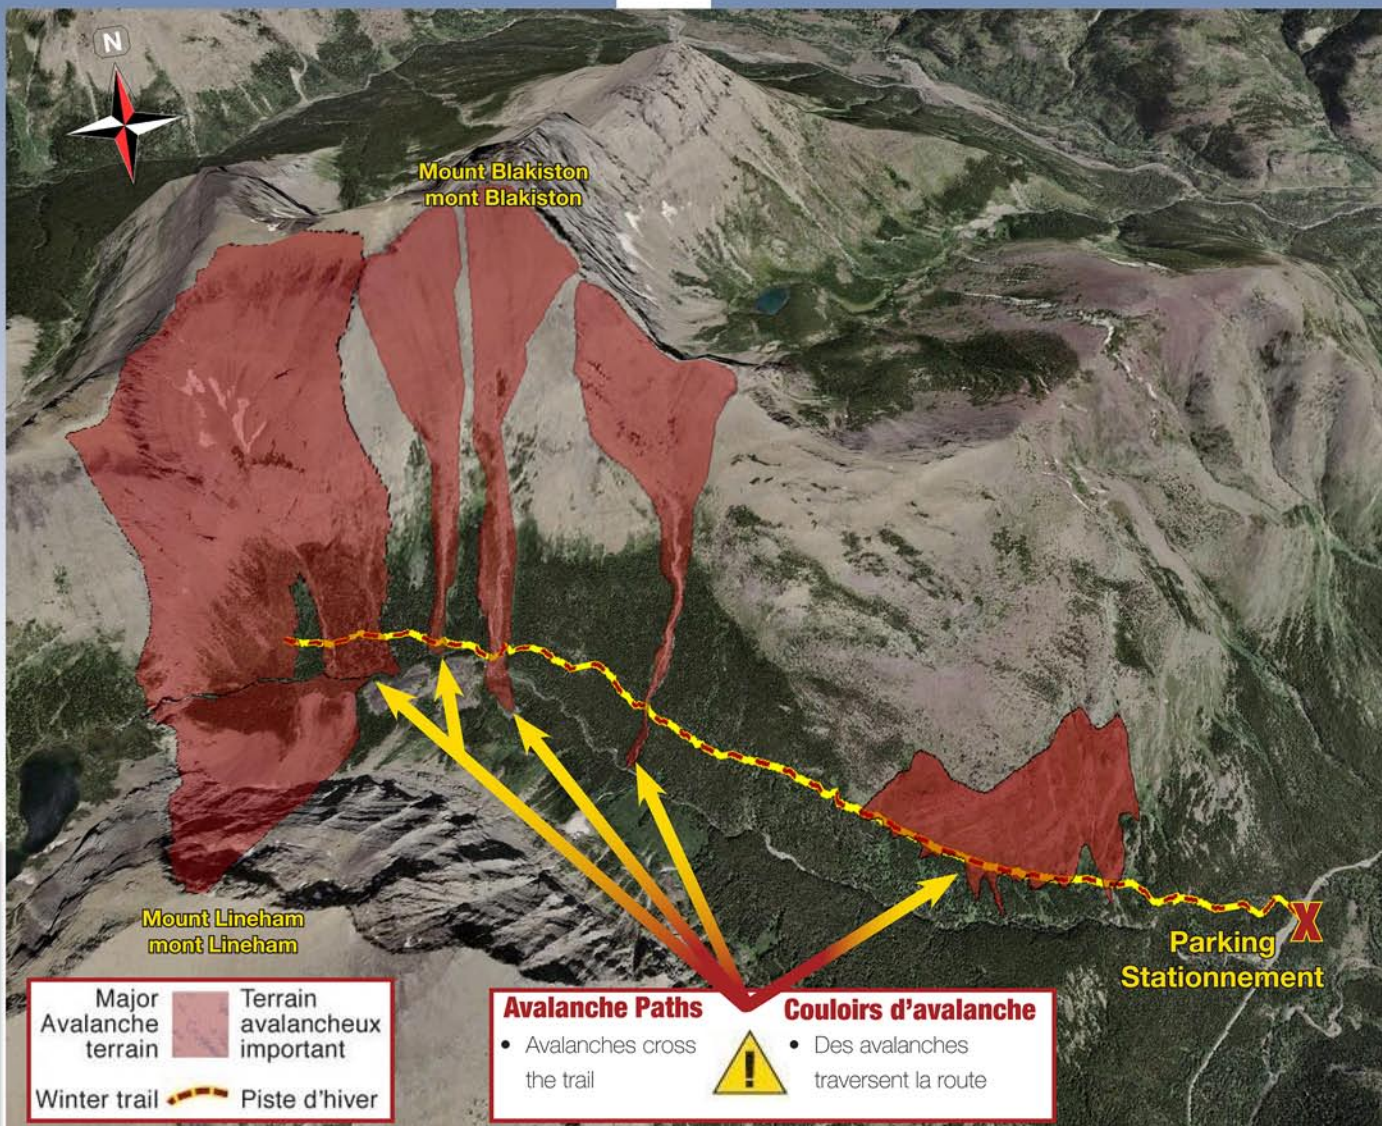 N
Mount Blakiston
mont Blakiston
Mount Lineham
mont Lineham
Parking
Stationnement
X
Major
Avalanche
terrain
Terrain
avalancheux
important
Winter trail
Piste d'hiver
Avalanche Paths
• Avalanches cross
the trail
!
Couloirs d'avalanche
• Des avalanches
traversent la route